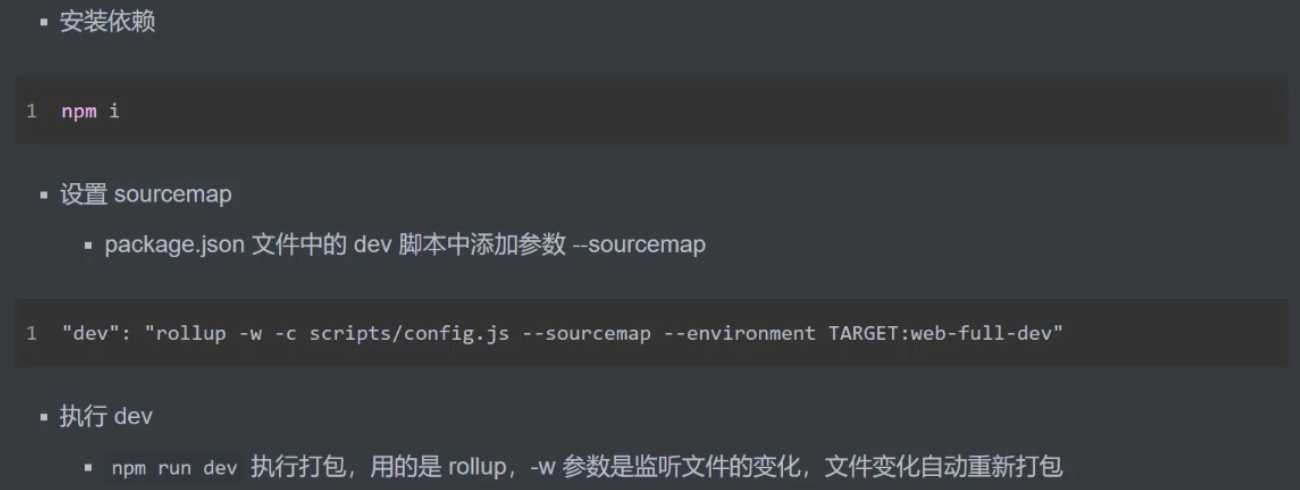 ▪ 安装依赖
1 npm i
▪ 设置 sourcemap
▪ package.json 文件中的 dev 脚本中添加参数 --sourcemap
1 "dev": "rollup -w -c scripts/config.js --sourcemap --environment TARGET:web-full-dev"
▪ 执行 dev
▪ npm run dev 执行打包，用的是 rollup，-w 参数是监听文件的变化，文件变化自动重新打包